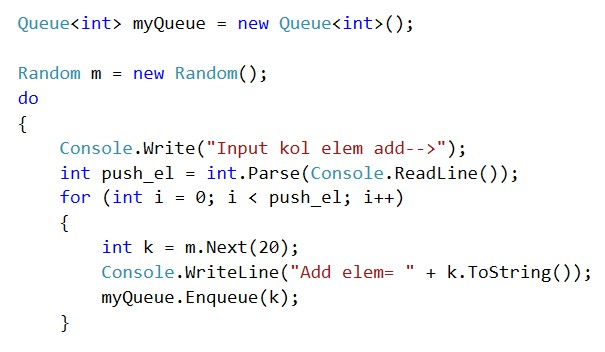 Queue<int> myQueue = new Queue<int>();
Random m = new Random();
do
{
    Console.Write("Input kol elem add-->");
    int push_el = int.Parse(Console.ReadLine());
    for (int i = 0; i < push_el; i++)
    {
        int k = m.Next(20);
        Console.WriteLine("Add elem= " + k.ToString());
        myQueue.Enqueue(k);
    }